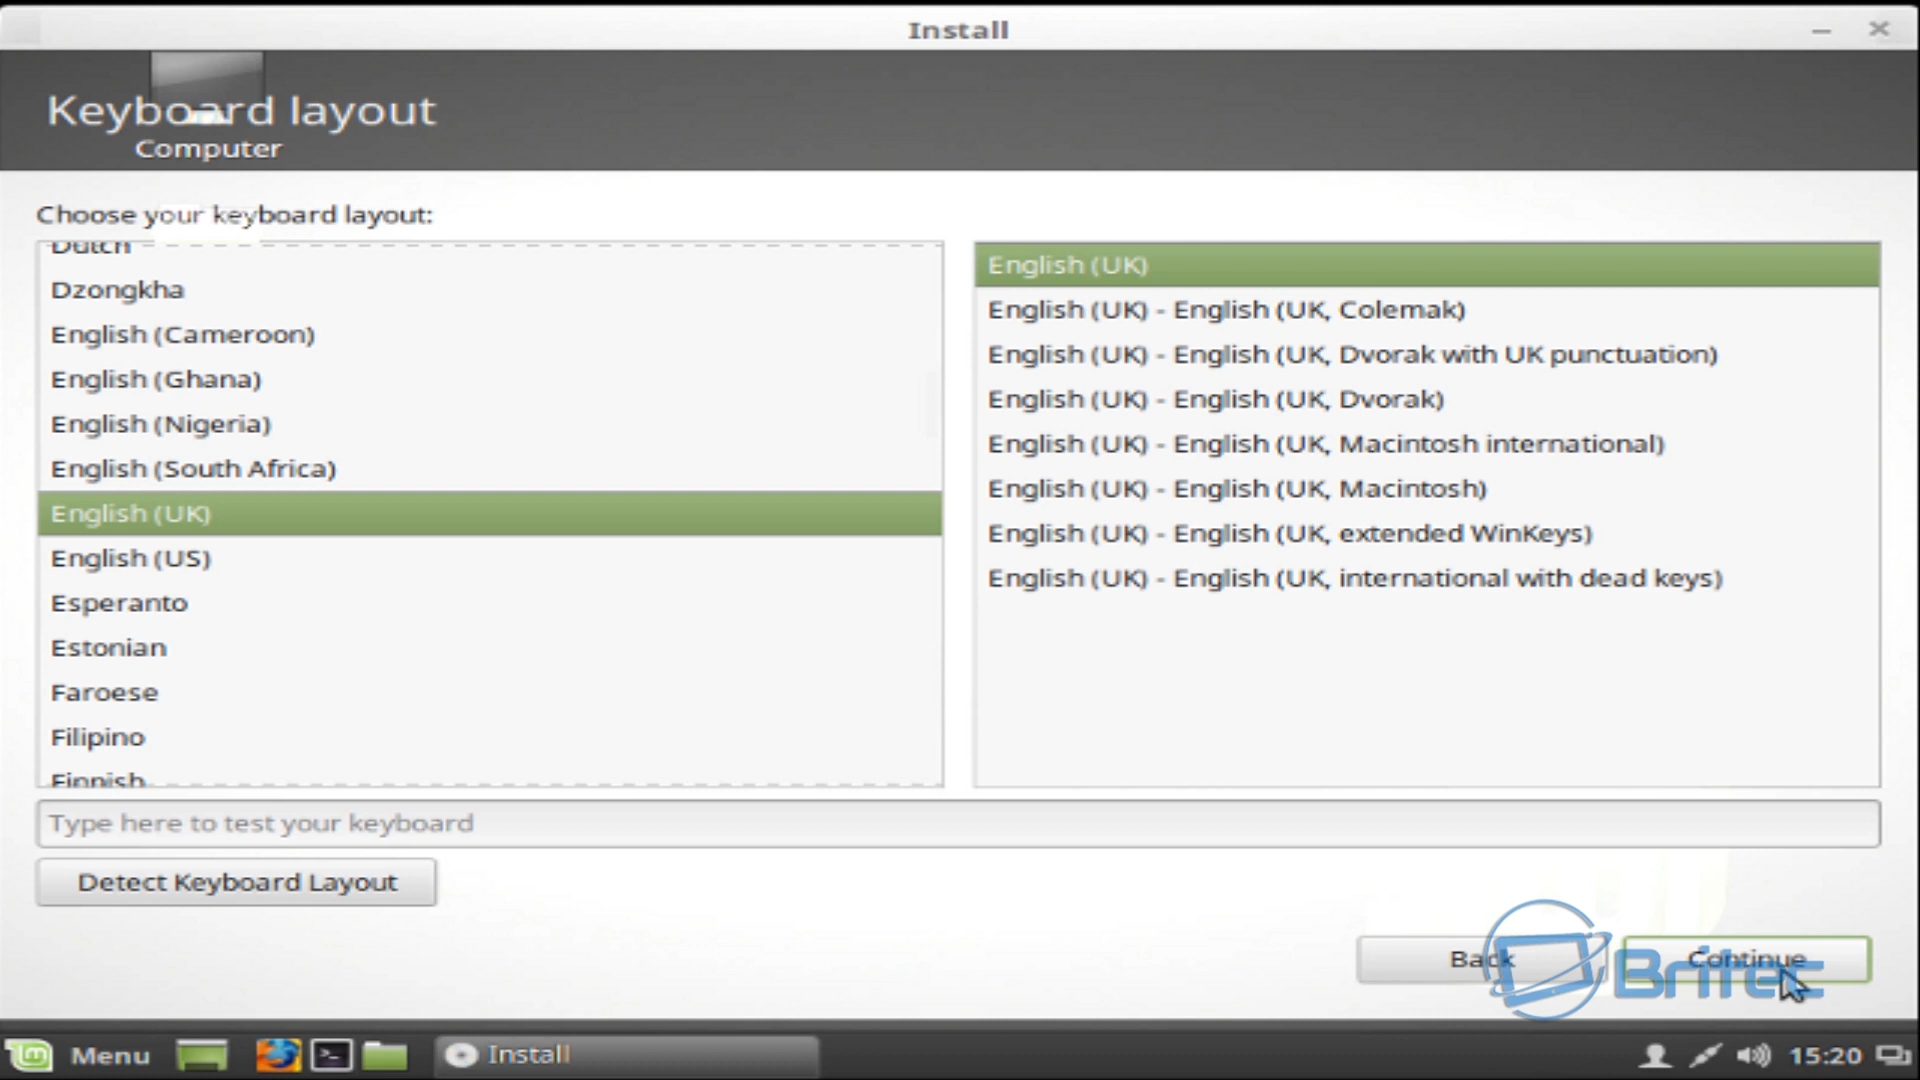 Install
Keyboard layout
Computer
Choose your keyboard layout:
Dutch
Dzongkha
English (Cameroon)
English (Ghana)
English (Nigeria)
English (South Africa)
English (UK)
English (US)
Esperanto
Estonian
Faroese
Filipino
Finnish
English (UK)
English (UK) - English (UK, Colemak)
English (UK) - English (UK, Dvorak with UK punctuation)
English (UK) - English (UK, Dvorak)
English (UK) - English (UK, Macintosh international)
English (UK) - English (UK, Macintosh)
English (UK) - English (UK, extended WinKeys)
English (UK) - English (UK, international with dead keys)
Type here to test your keyboard
Detect Keyboard Layout
Back
Continue
Britec
Menu
Install
15:20